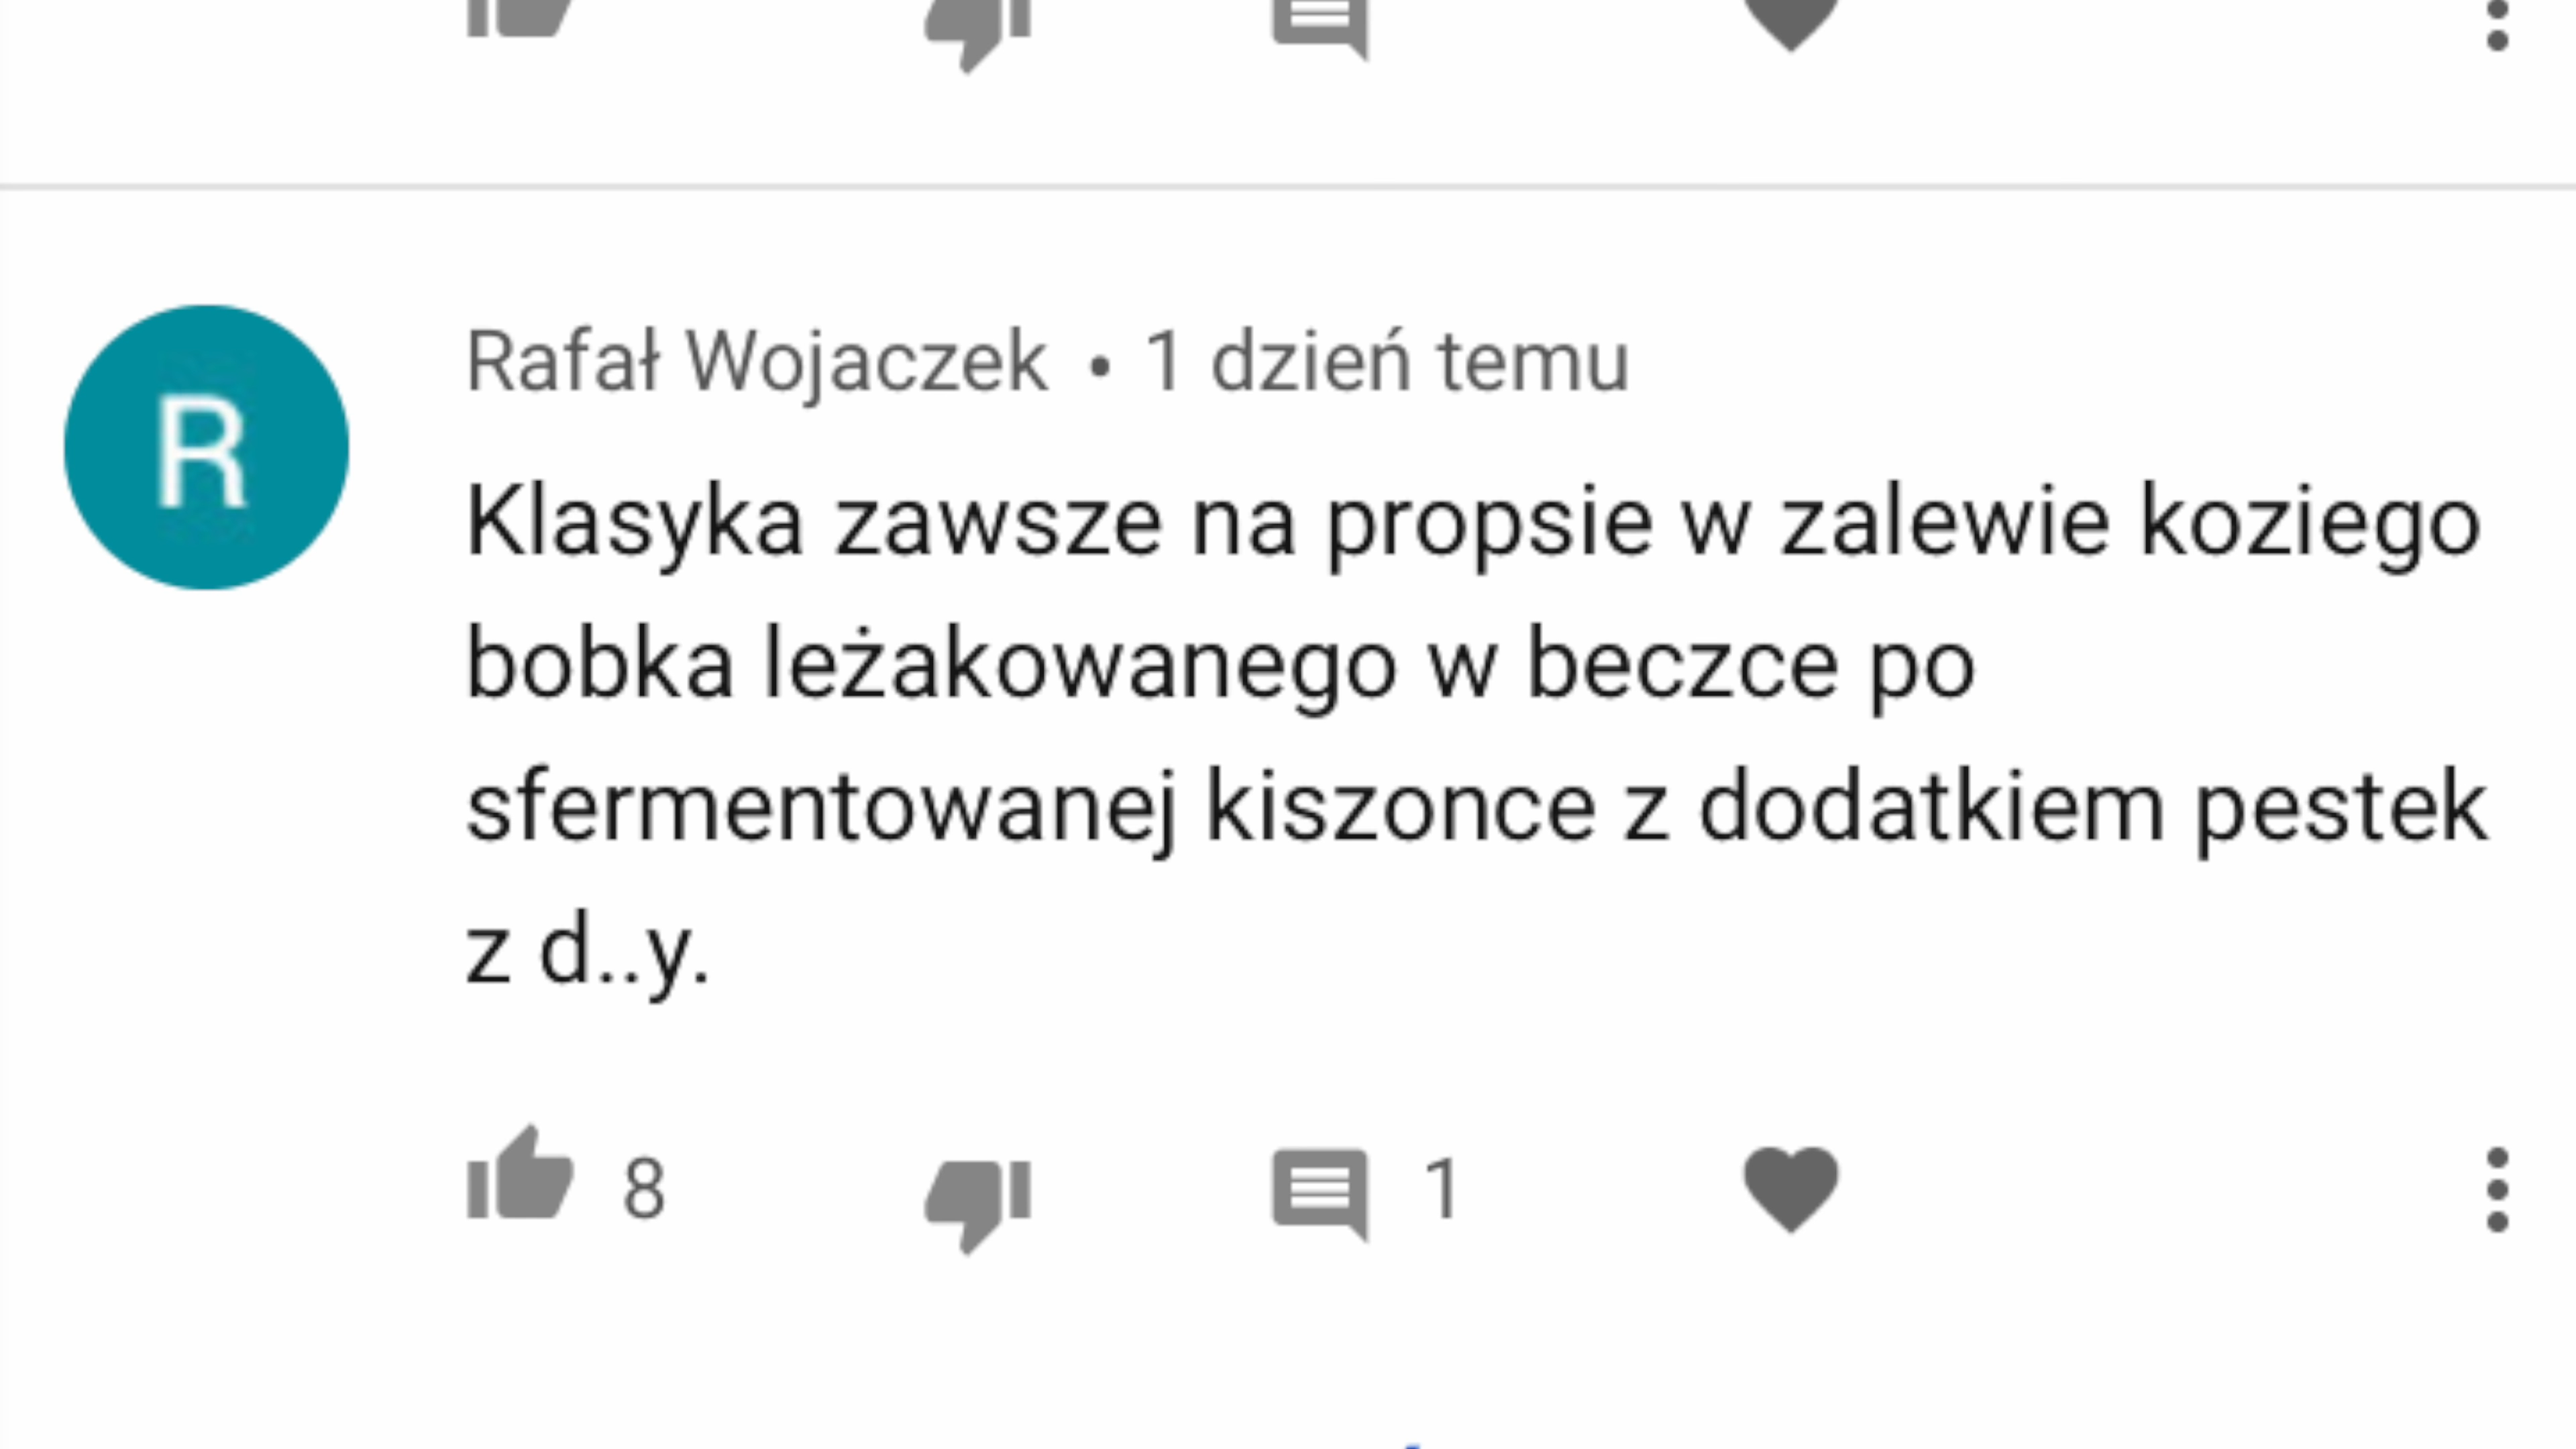 R
Rafał Wojaczek • 1 dzień temu
Klasyka zawsze na propsie w zalewie koziego
bobka leżakowanego w beczce po
sfermentowanej kiszonce z dodatkiem pestek
z d..y.
8
1